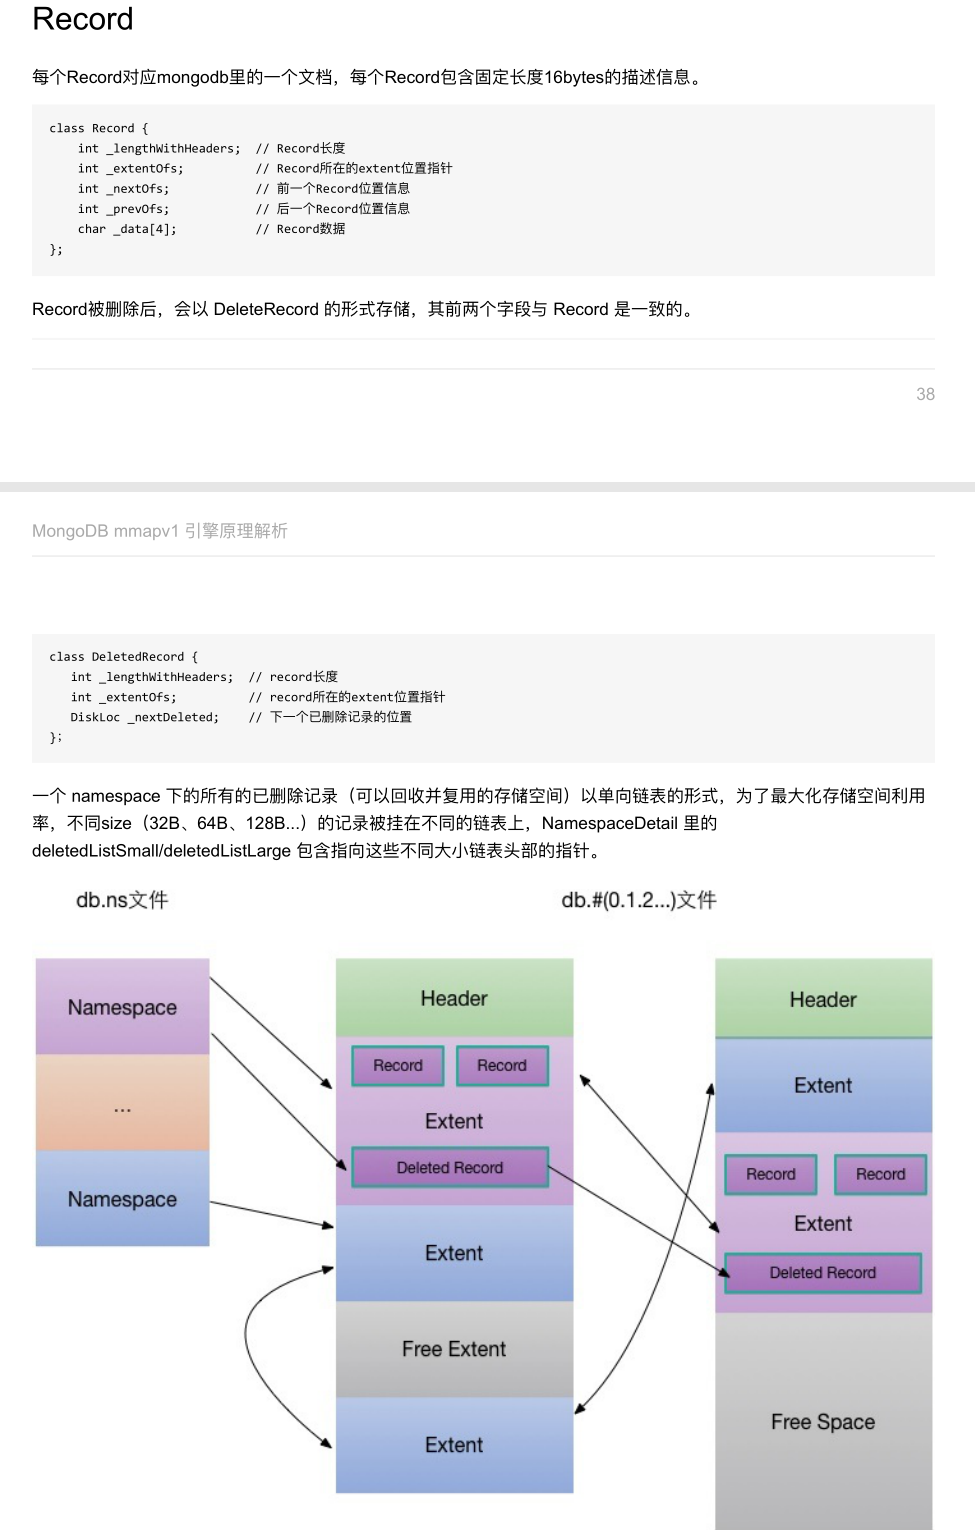 Record
每个Record对应mongodb里的一个文档，每个Record包含固定长度16bytes的描述信息。
class Record {
    int _lengthWithHeaders;  // Record长度
    int _extentOfs;          // Record所在的extent位置指针
    int _nextOfs;            // 前一个Record位置信息
    int _prevOfs;            // 后一个Record位置信息
    char _data[4];           // Record数据
};
Record被删除后，会以 DeleteRecord 的形式存储，其前两个字段与 Record 是一致的。
38
MongoDB mmapv1 引擎原理解析
class DeletedRecord {
   int _lengthWithHeaders;  // record长度
   int _extentOfs;          // record所在的extent位置指针
   DiskLoc _nextDeleted;    // 下一个已删除记录的位置
};
一个 namespace 下的所有的已删除记录（可以回收并复用的存储空间）以单向链表的形式，为了最大化存储空间利用
率，不同size（32B、64B、128B...）的记录被挂在不同的链表上，NamespaceDetail 里的
deletedListSmall/deletedListLarge 包含指向这些不同大小链表头部的指针。
db.ns文件
db.#(0.1.2...)文件
Namespace
...
Namespace
Header
Record
Record
Extent
Deleted Record
Extent
Free Extent
Extent
Header
Extent
Record
Record
Extent
Deleted Record
Free Space